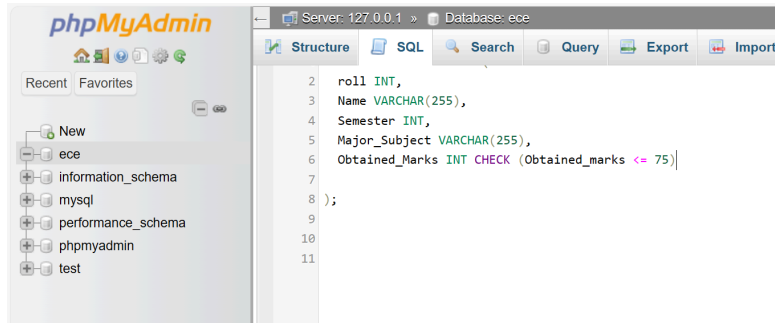 phpMyAdmin
Recent Favorites
New
ece
information_schema
mysql
performance_schema
phpmyadmin
test
← Server: 127.0.0.1 » Database: ece
Structure SQL Search Query Export Import
2 roll INT,
3 Name VARCHAR(255),
4 Semester INT,
5 Major_Subject VARCHAR(255),
6 Obtained_Marks INT CHECK (Obtained_marks <= 75)
7
8 );
9
10
11